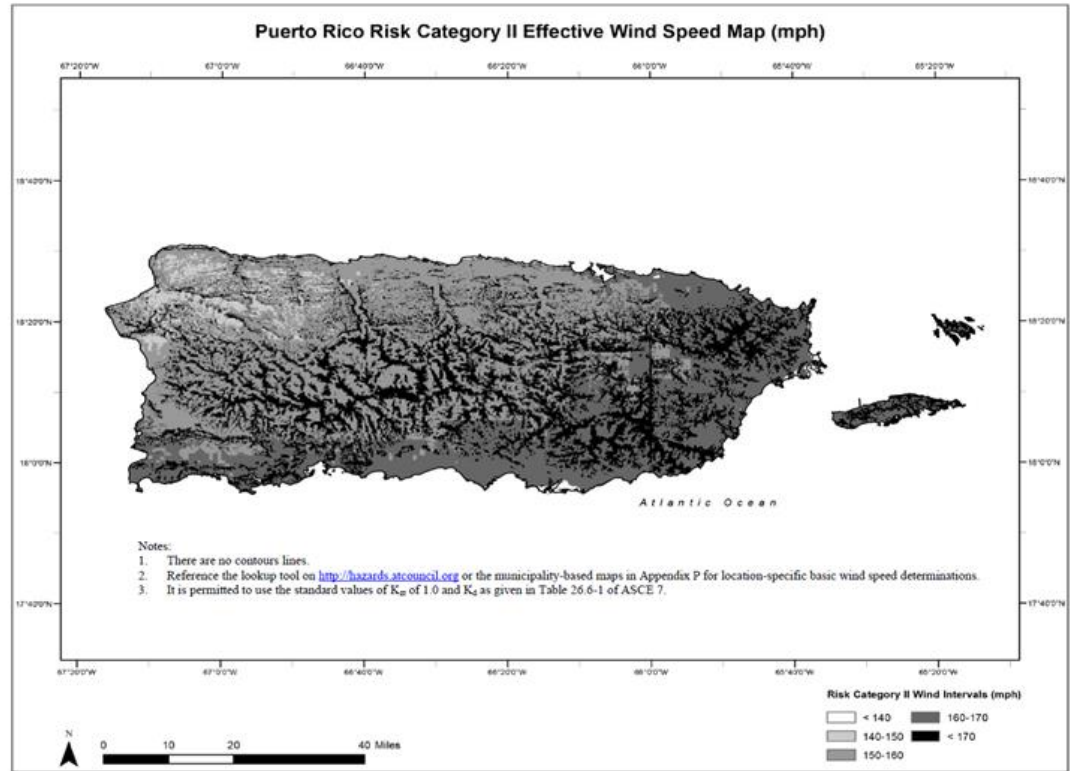 Puerto Rico Risk Category II Effective Wind Speed Map (mph)
67°20'0"W 67°0'0"W 66°40'0"W 66°20'0"W 66°0'0"W 65°40'0"W 65°20'0"W
18°40'0"N 18°40'0"N
18°20'0"N 18°20'0"N
18°0'0"N 18°0'0"N
Atlantic Ocean
Notes:
1. There are no contours lines.
2. Reference the lookup tool on http://hazards.atcouncil.org or the municipality-based maps in Appendix P for location-specific basic wind speed determinations.
3. It is permitted to use the standard values of Kzt of 1.0 and Kd as given in Table 26.6-1 of ASCE 7.
17°40'0"N 17°40'0"N
67°20'0"W 67°0'0"W 66°40'0"W 66°20'0"W 66°0'0"W 65°40'0"W 65°20'0"W
Risk Category II Wind Intervals (mph)
< 140 160-170
140-150 < 170
150-160
N
0 10 20 40 Miles